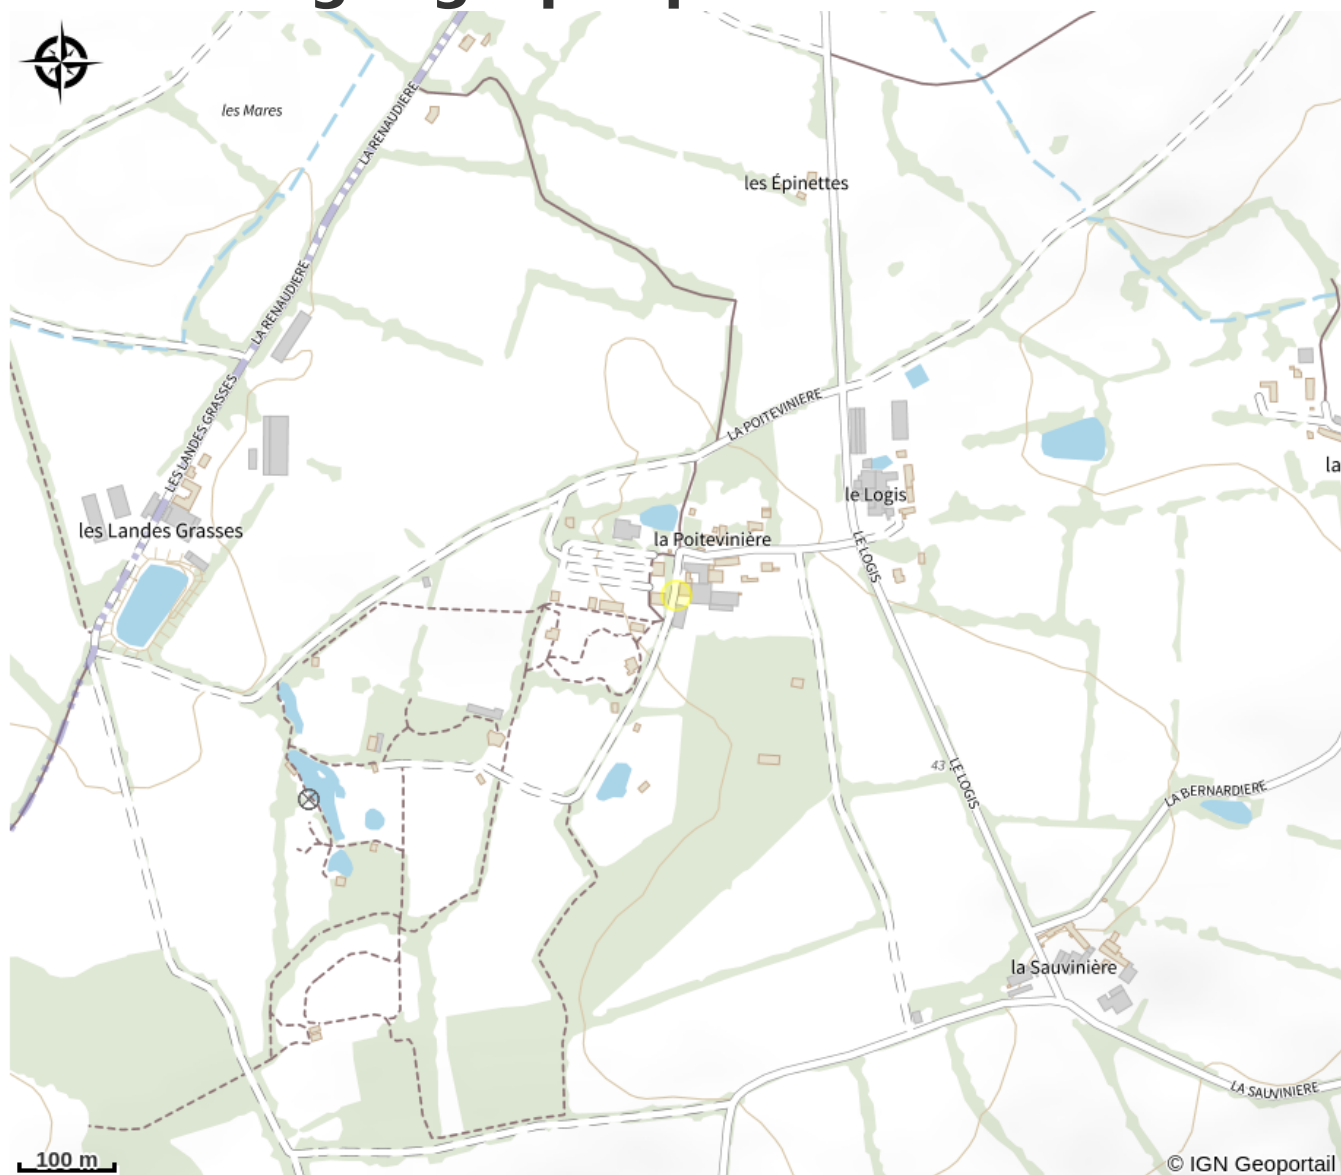 les Mares
LA RENAUDIERE
les Épinettes
LA RENAUDIERE
LES LANDES GRASSES
LA POITEVINIERE
la
le Logis
les Landes Grasses
la Poitevinière
LE LOGIS
43
LE LOGIS
LA BERNARDIERE
la Sauvinière
LA SAUVINIERE
100 m
© IGN Geoportail